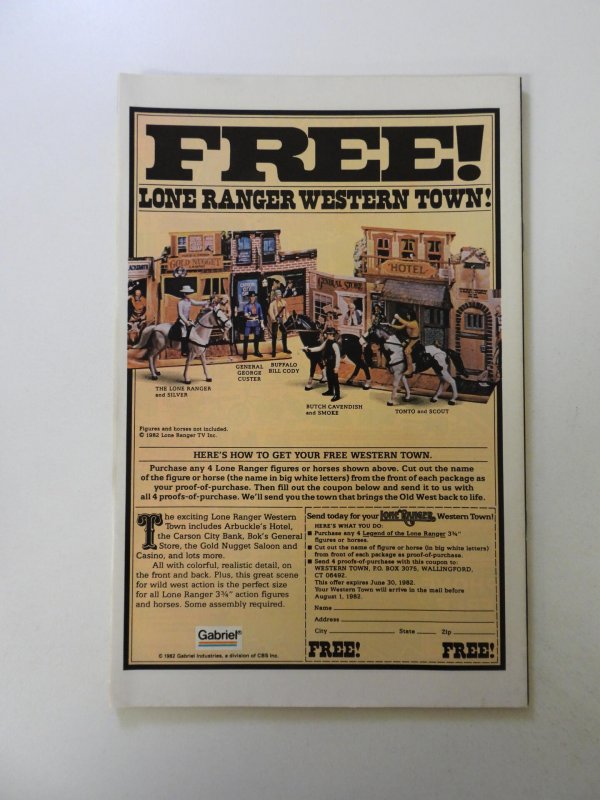 FREE!
LONE RANGER WESTERN TOWN!
BLACKSMITH
GOLD NUGGET
GENERAL STORE
HOTEL
THE LONE RANGER
and SILVER
GENERAL
GEORGE
CUSTER
BUFFALO
BILL CODY
BUTCH CAVENDISH
and SMOKE
TONTO and SCOUT
Figures and horses not included.
© 1982 Lone Ranger TV Inc.
HERE'S HOW TO GET YOUR FREE WESTERN TOWN.
Purchase any 4 Lone Ranger figures or horses shown above. Cut out the name
of the figure or horse (the name in big white letters) from the front of each package as
your proof-of-purchase. Then fill out the coupon below and send it to us with
all 4 proofs-of-purchase. We'll send you the town that brings the Old West back to life.
The exciting Lone Ranger Western
Town includes Arbuckle's Hotel,
the Carson City Bank, Bok's General
Store, the Gold Nugget Saloon and
Casino, and lots more.
All with colorful, realistic detail, on
the front and back. Plus, this great scene
for wild west action is the perfect size
for all Lone Ranger 3¾" action figures
and horses. Some assembly required.
Gabriel®
© 1982 Gabriel Industries, a division of CBS Inc.
Send today for your LONE RANGER Western Town!
HERE'S WHAT YOU DO:
■ Purchase any 4 Legend of the Lone Ranger 3¾"
figures or horses.
■ Cut out the name of figure or horse (in big white letters)
from front of each package as proof-of-purchase.
■ Send 4 proofs-of-purchase with this coupon to:
WESTERN TOWN, P.O. BOX 3075, WALLINGFORD,
CT 06492.
This offer expires June 30, 1982.
Your Western Town will arrive in the mail before
August 1, 1982.
Name
Address
City State Zip
FREE! FREE!